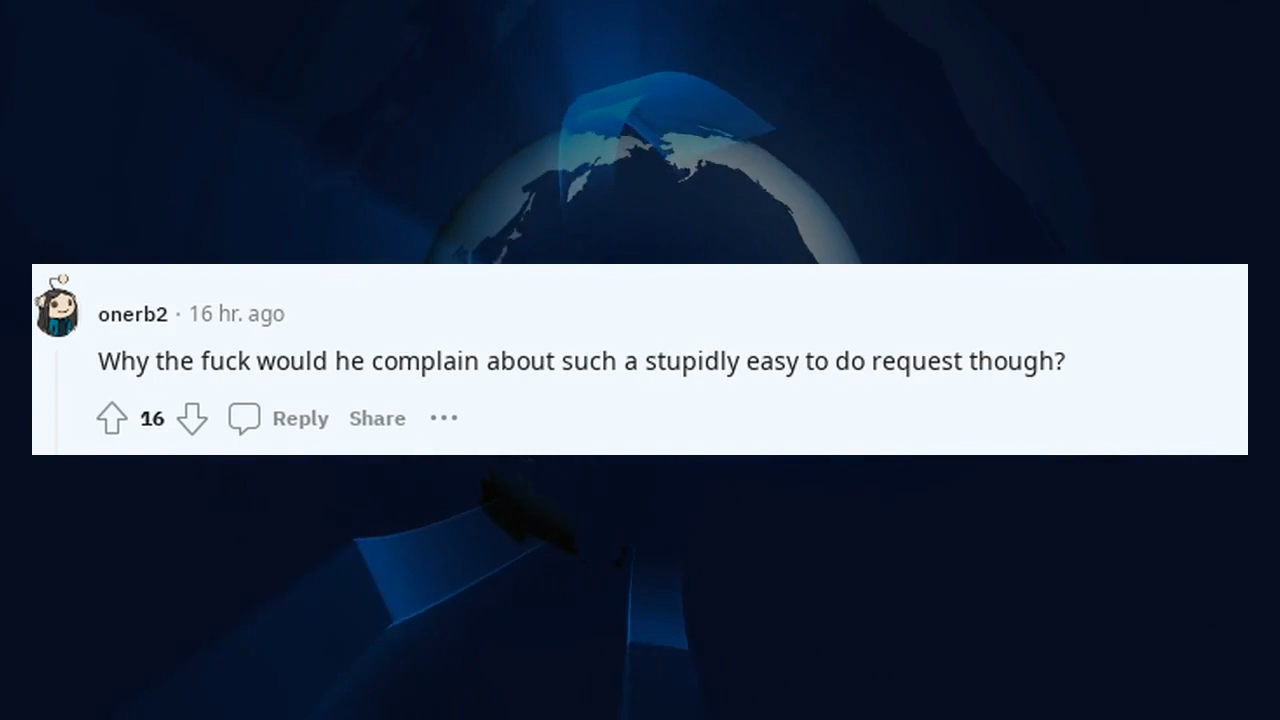 onerb2 · 16 hr. ago
Why the fuck would he complain about such a stupidly easy to do request though?
16 Reply Share ···